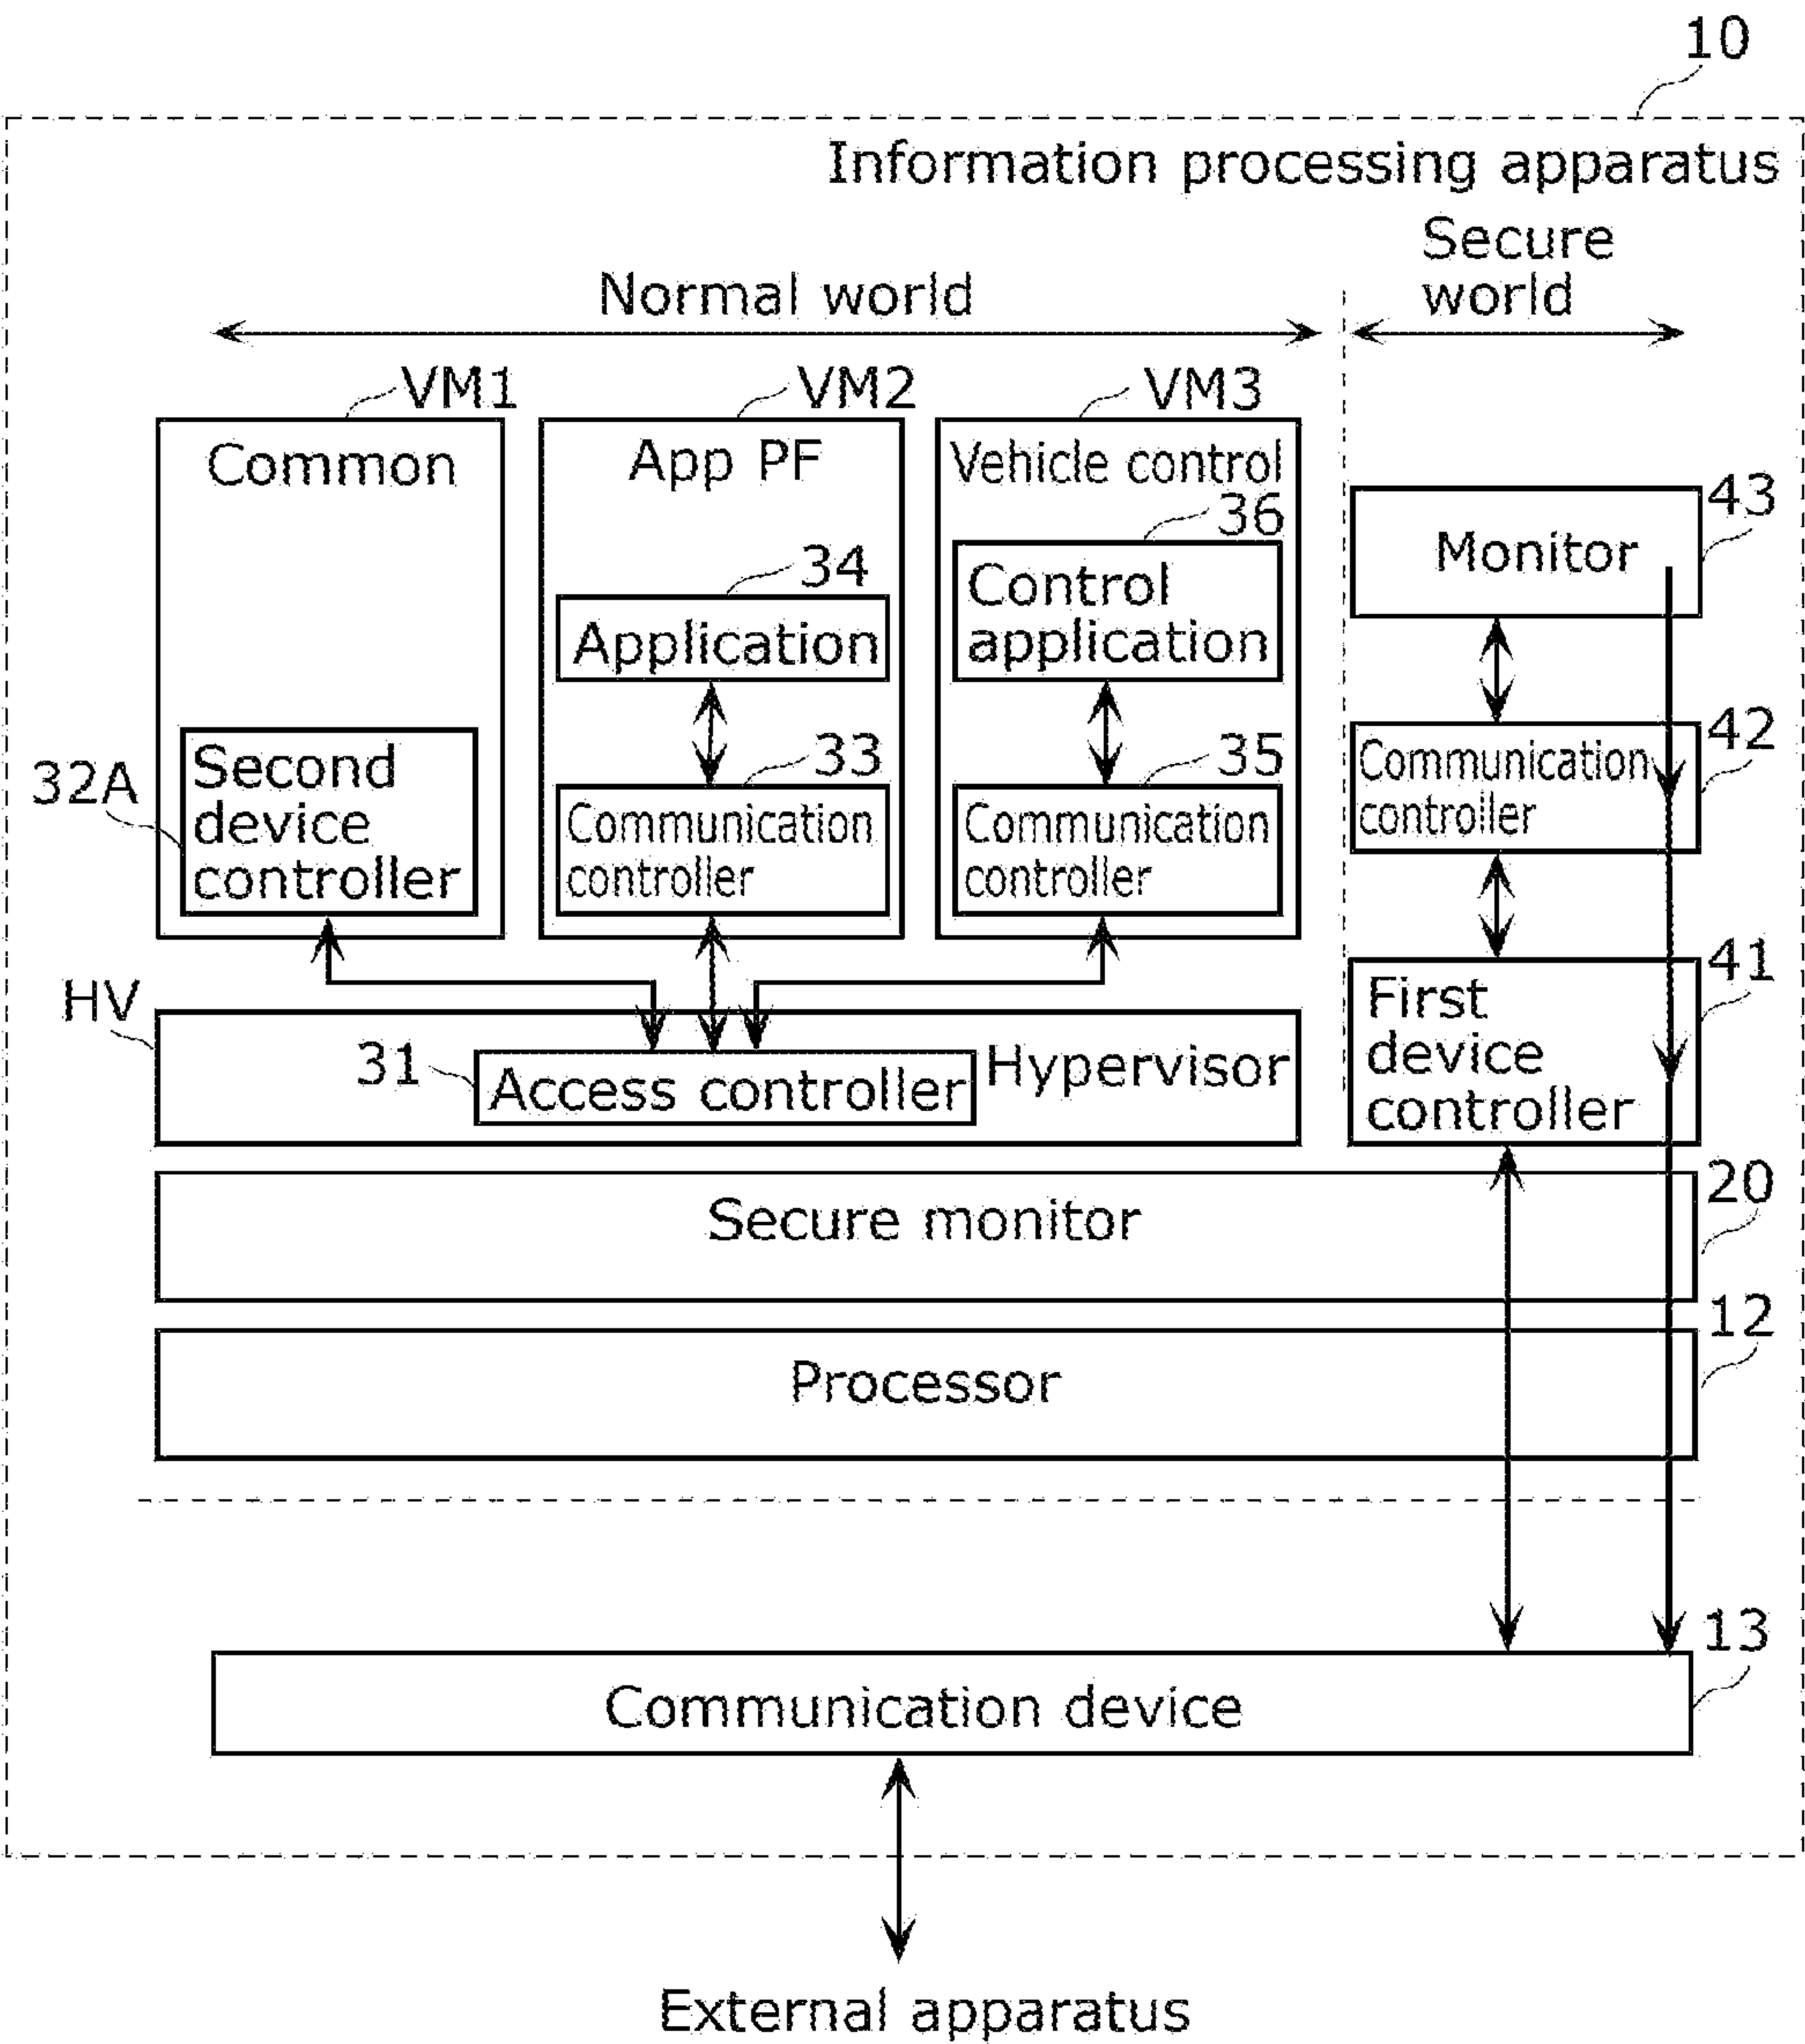 10
Information processing apparatus
Secure
world
Normal world
VM1
VM2
VM3
Common
App PF
Vehicle control
43
36
Monitor
34
Control
application
Application
42
32A
Second
device
controller
33
35
Communication
controller
Communication
controller
Communication
controller
41
HV
First
device
controller
31
Access controller
Hypervisor
20
Secure monitor
12
Processor
13
Communication device
External apparatus